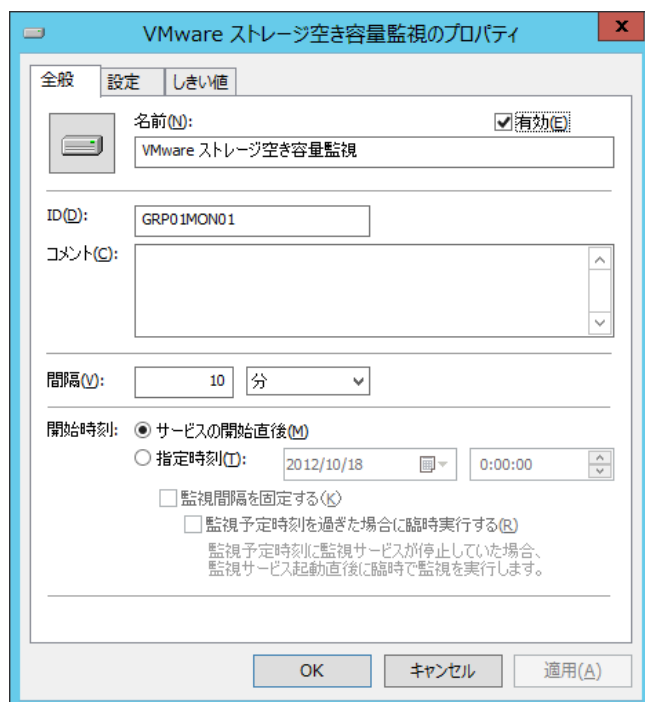 VMware ストレージ空き容量監視のプロパティ
x
全般 設定 しきい値
名前(N): 有効(E)
VMware ストレージ空き容量監視
ID(D): GRP01MON01
コメント(C):
間隔(V): 10 分
開始時刻: サービスの開始直後(M)
指定時刻(T): 2012/10/18 0:00:00
監視間隔を固定する(K)
監視予定時刻を過ぎた場合に臨時実行する(R)
監視予定時刻に監視サービスが停止していた場合、
監視サービス起動直後に臨時で監視を実行します。
OK キャンセル 適用(A)